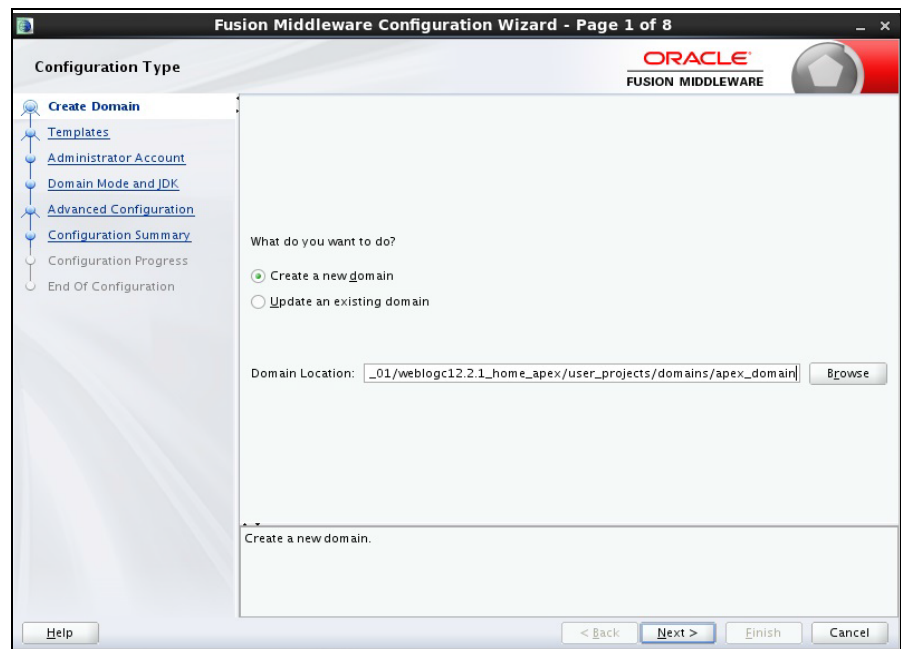 Fusion Middleware Configuration Wizard - Page 1 of 8
Configuration Type
ORACLE
FUSION MIDDLEWARE
Create Domain
Templates
Administrator Account
Domain Mode and JDK
Advanced Configuration
Configuration Summary
Configuration Progress
End Of Configuration
What do you want to do?
Create a new domain
Update an existing domain
Domain Location: _01/weblogc12.2.1_home_apex/user_projects/domains/apex_domain Browse
Create a new domain.
Help < Back Next > Finish Cancel